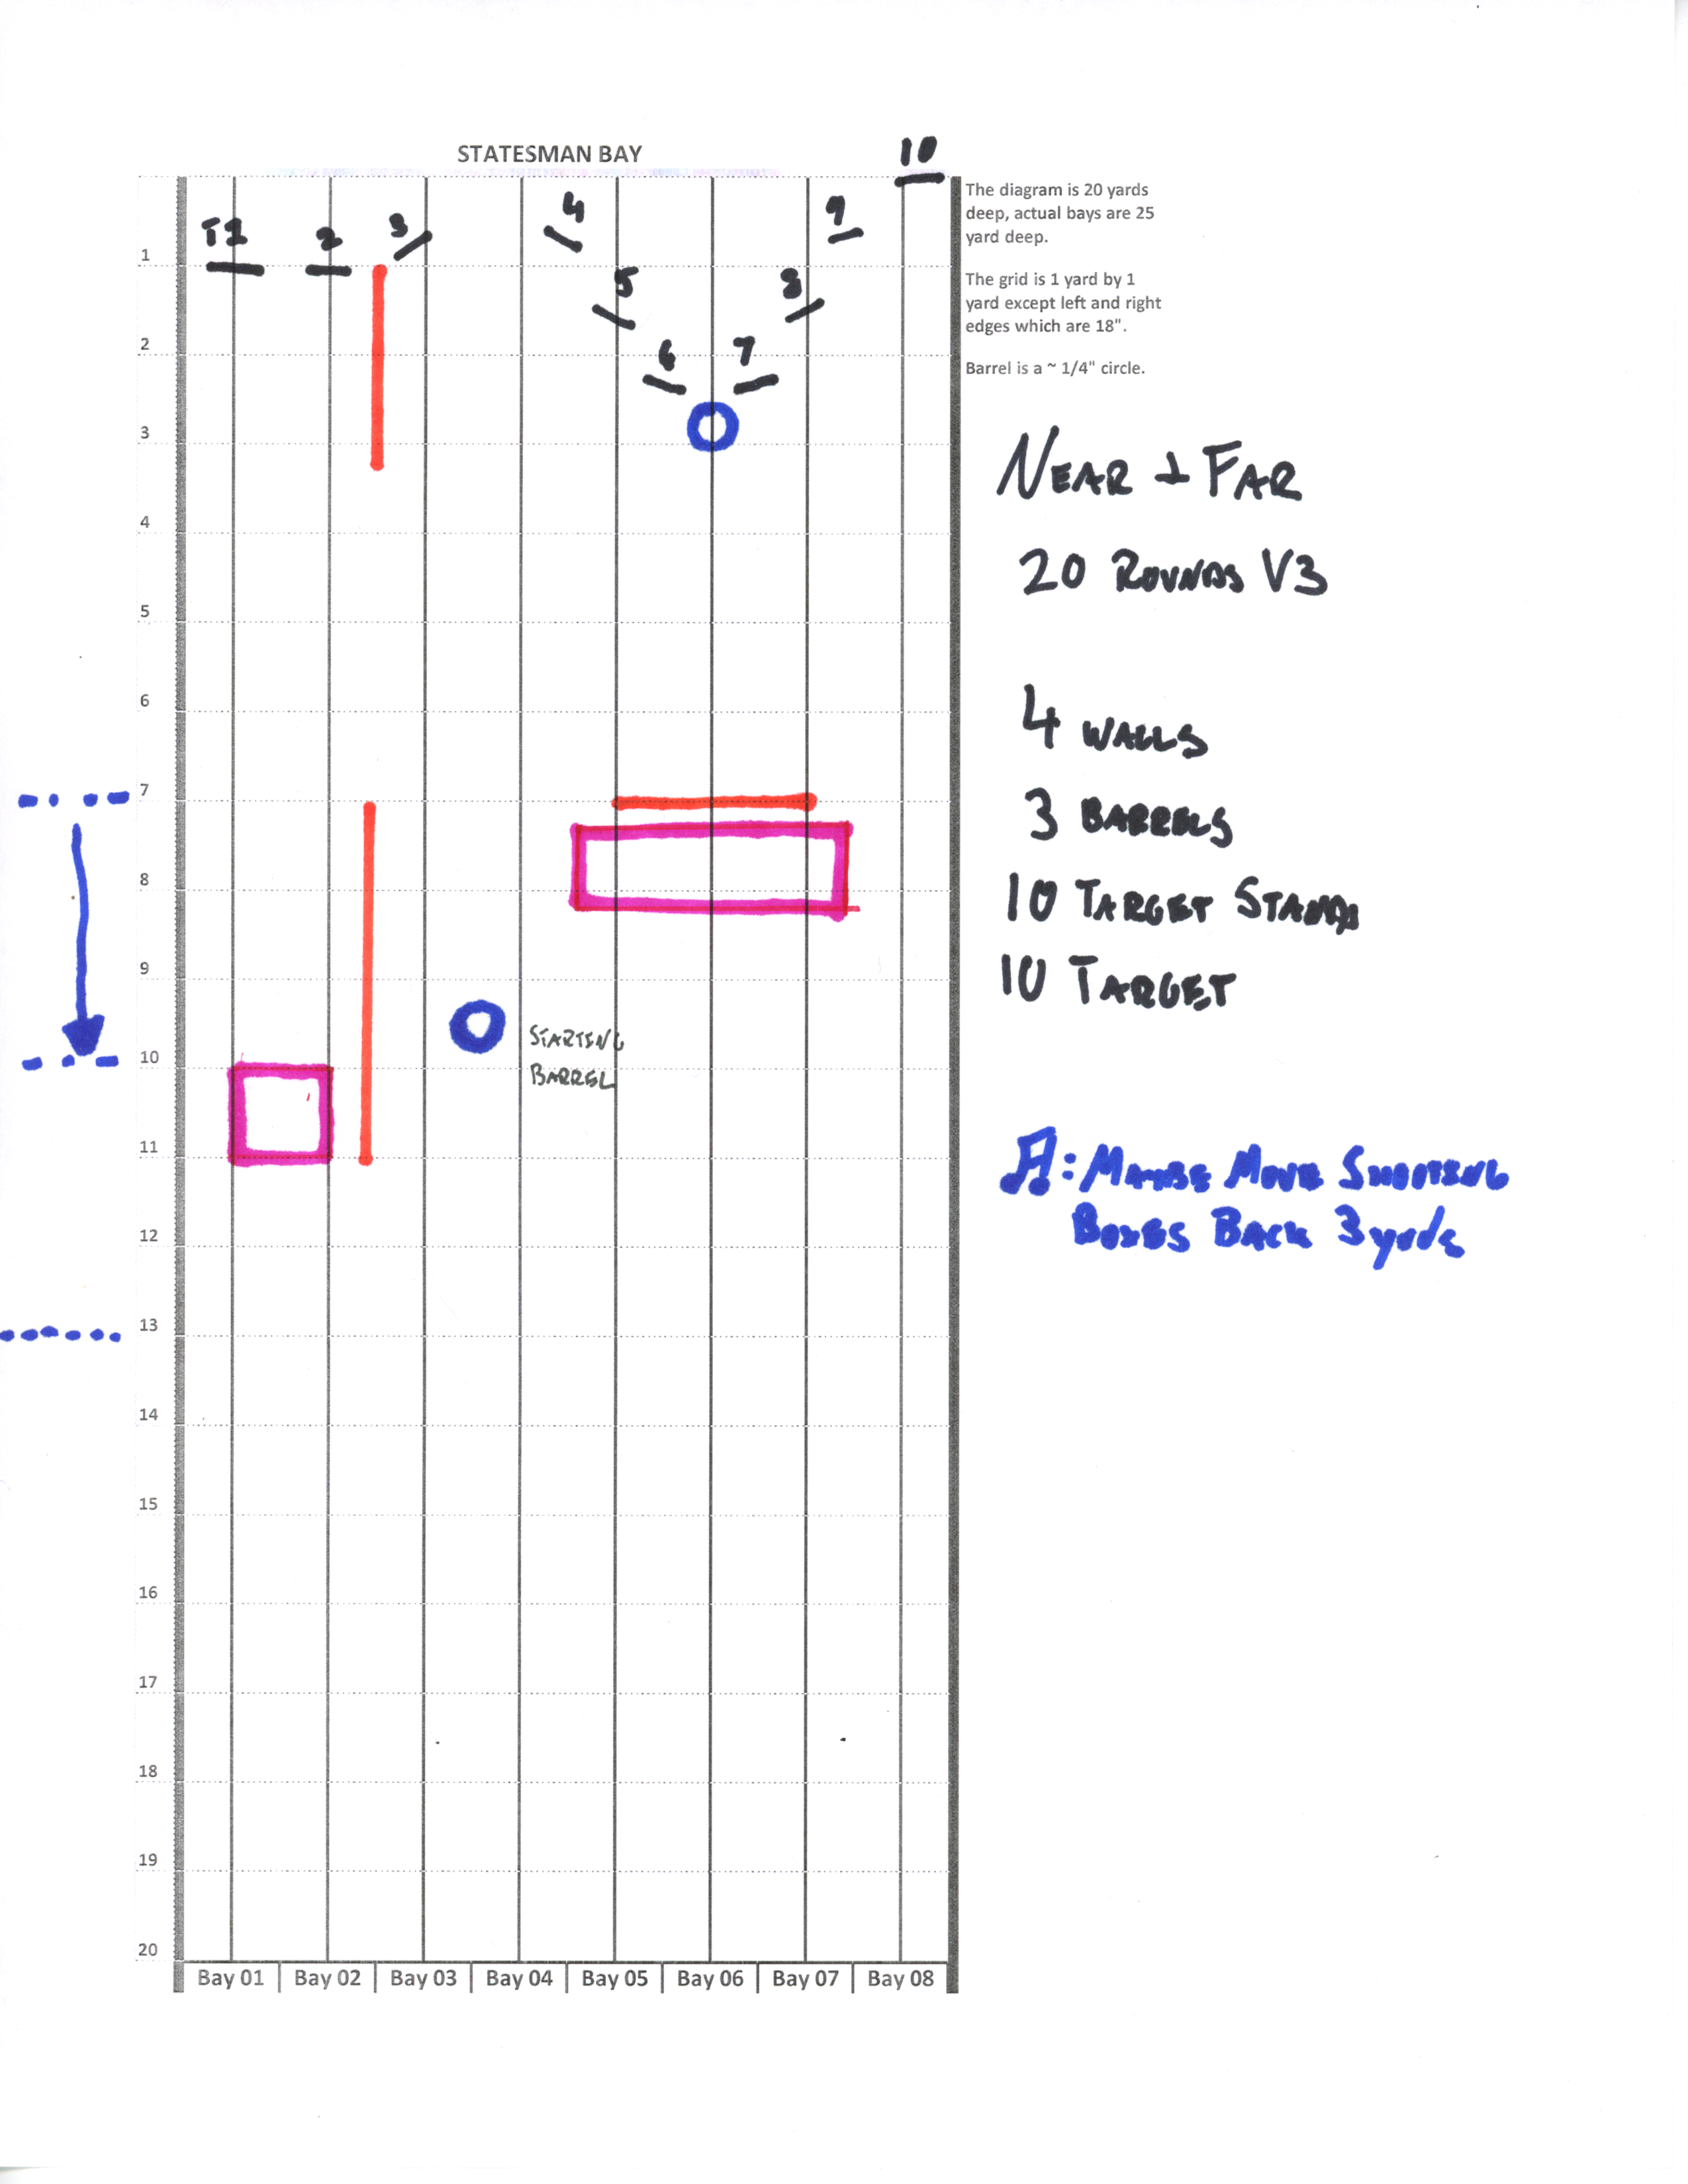 STATESMAN BAY
10
The diagram is 20 yards
deep, actual bays are 25
yard deep.
The grid is 1 yard by 1
yard except left and right
edges which are 18".
Barrel is a ~ 1/4" circle.
T1
2
3
4
5
6
7
8
9
NEAR & FAR
20 ROUNDS V3
4 WALLS
3 BARRELS
10 TARGET STANDS
10 TARGET
STARTING
BARREL
♫: MAYBE MOVE SHOOTING
BOXES BACK 3 yrds
1
2
3
4
5
6
7
8
9
10
11
12
13
14
15
16
17
18
19
20
Bay 01 Bay 02 Bay 03 Bay 04 Bay 05 Bay 06 Bay 07 Bay 08